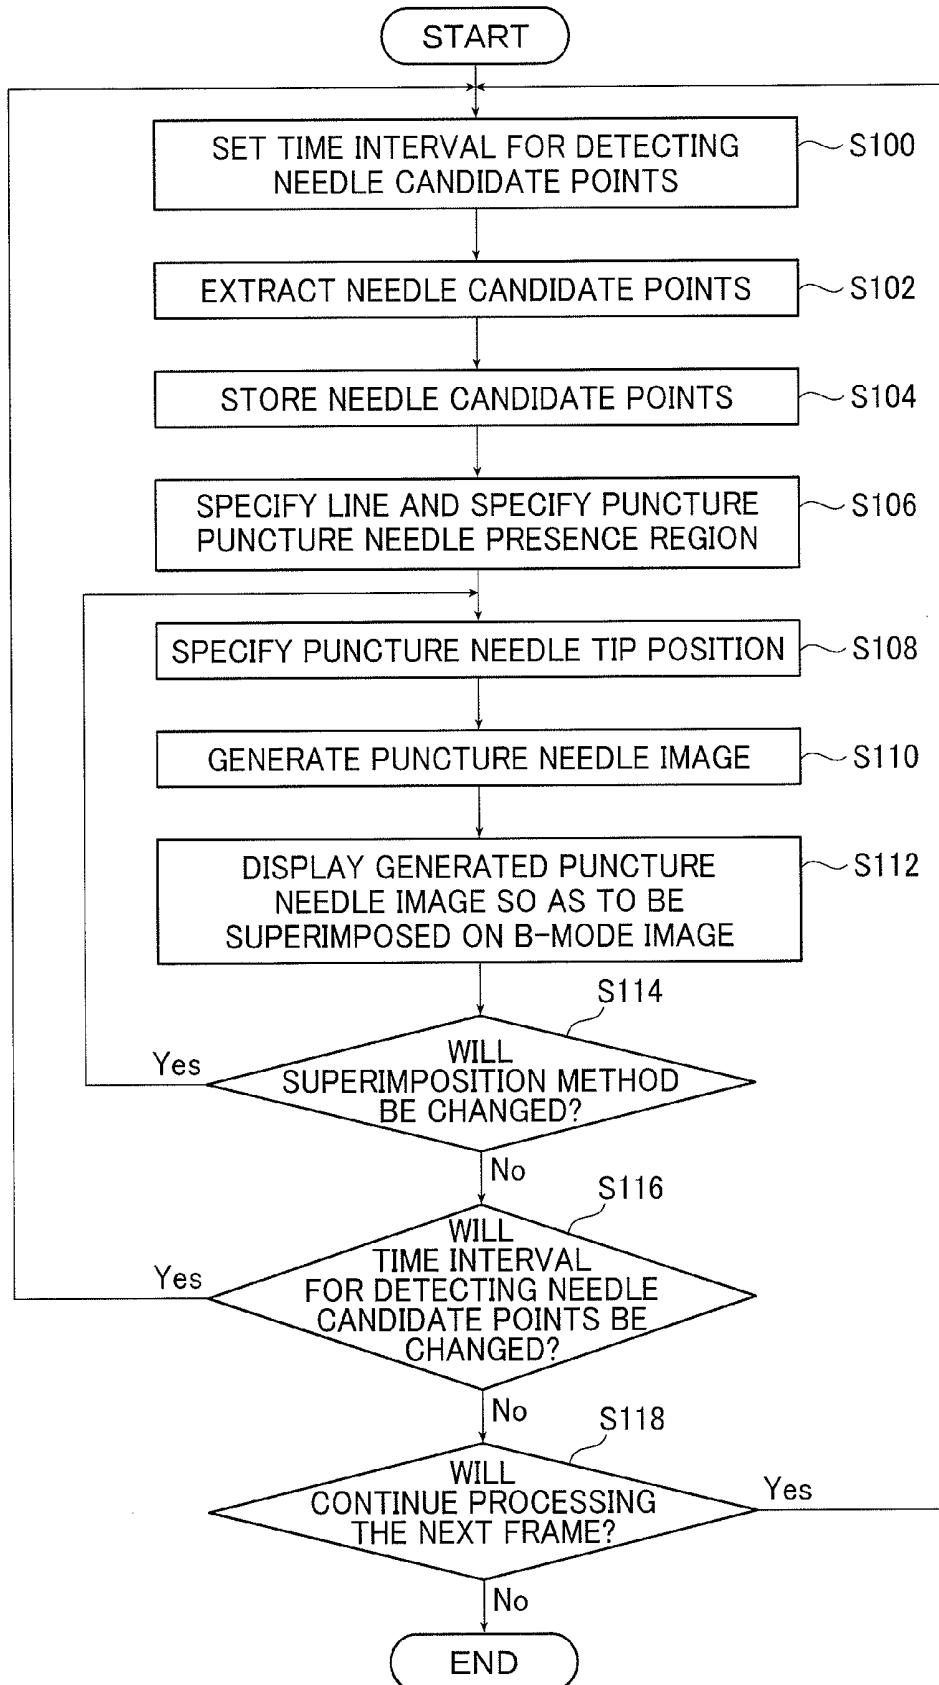 START
SET TIME INTERVAL FOR DETECTING
NEEDLE CANDIDATE POINTS
S100
EXTRACT NEEDLE CANDIDATE POINTS
S102
STORE NEEDLE CANDIDATE POINTS
S104
SPECIFY LINE AND SPECIFY PUNCTURE
PUNCTURE NEEDLE PRESENCE REGION
S106
SPECIFY PUNCTURE NEEDLE TIP POSITION
S108
GENERATE PUNCTURE NEEDLE IMAGE
S110
DISPLAY GENERATED PUNCTURE
NEEDLE IMAGE SO AS TO BE
SUPERIMPOSED ON B-MODE IMAGE
S112
S114
Yes
WILL
SUPERIMPOSITION METHOD
BE CHANGED?
No
S116
Yes
WILL
TIME INTERVAL
FOR DETECTING NEEDLE
CANDIDATE POINTS BE
CHANGED?
No
S118
WILL
CONTINUE PROCESSING
THE NEXT FRAME?
Yes
No
END